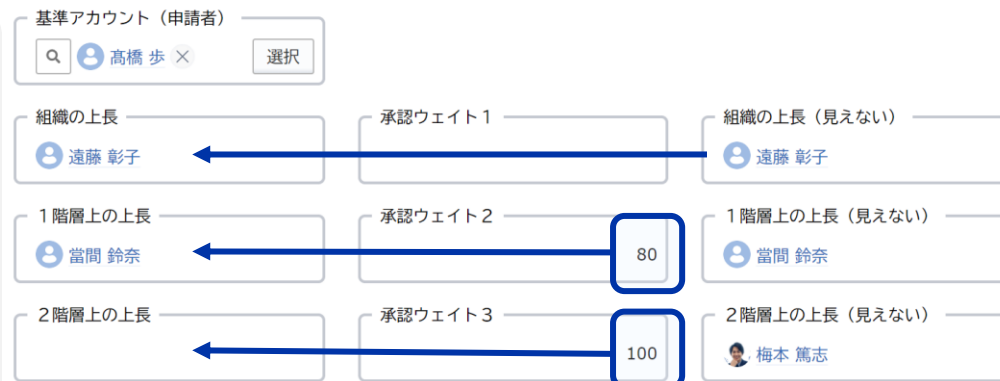 基準アカウント（申請者）
髙橋 歩
選択
組織の上長
承認ウェイト1
組織の上長（見えない）
遠藤 彰子
遠藤 彰子
1階層上の上長
承認ウェイト2
1階層上の上長（見えない）
當間 鈴奈
80
當間 鈴奈
2階層上の上長
承認ウェイト3
2階層上の上長（見えない）
100
梅本 篤志